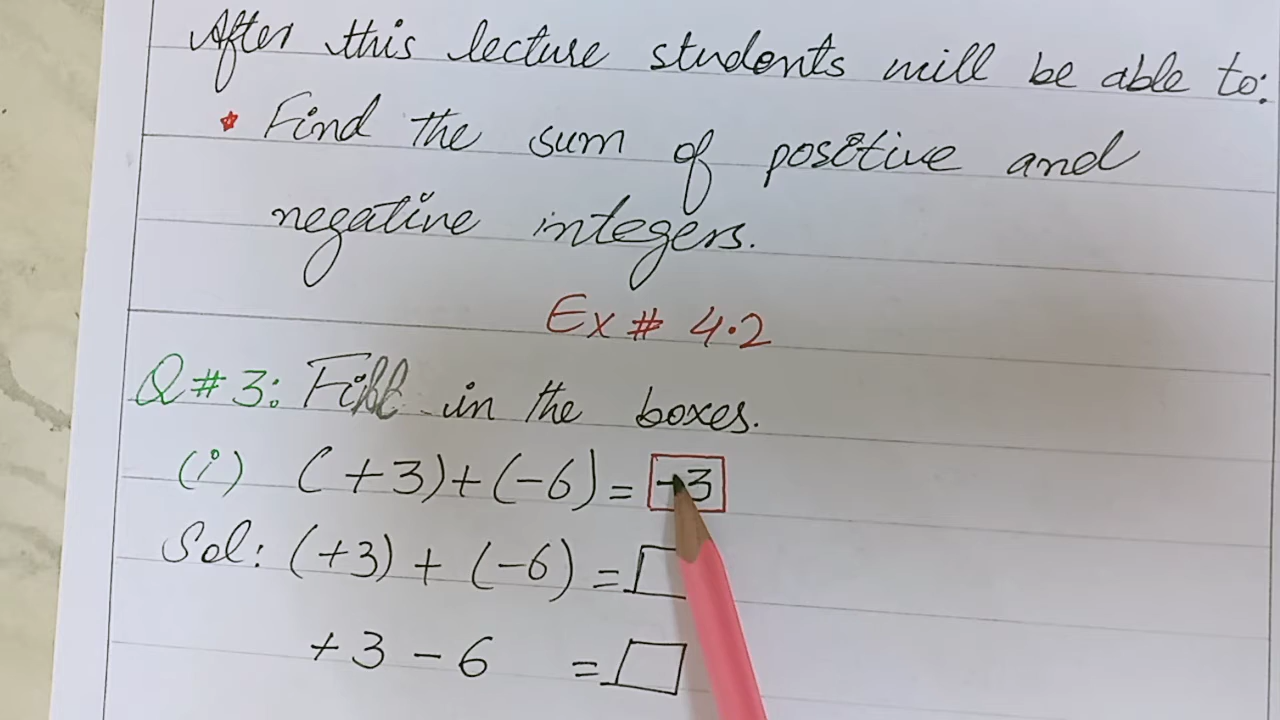 After this lecture students will be able to:
* Find the sum of positive and
negative integers.
Ex # 4.2
Q # 3: Fill in the boxes.
(i) (+3)+(-6) = -3
Sol: (+3) + (-6) = □
+3 - 6 = □